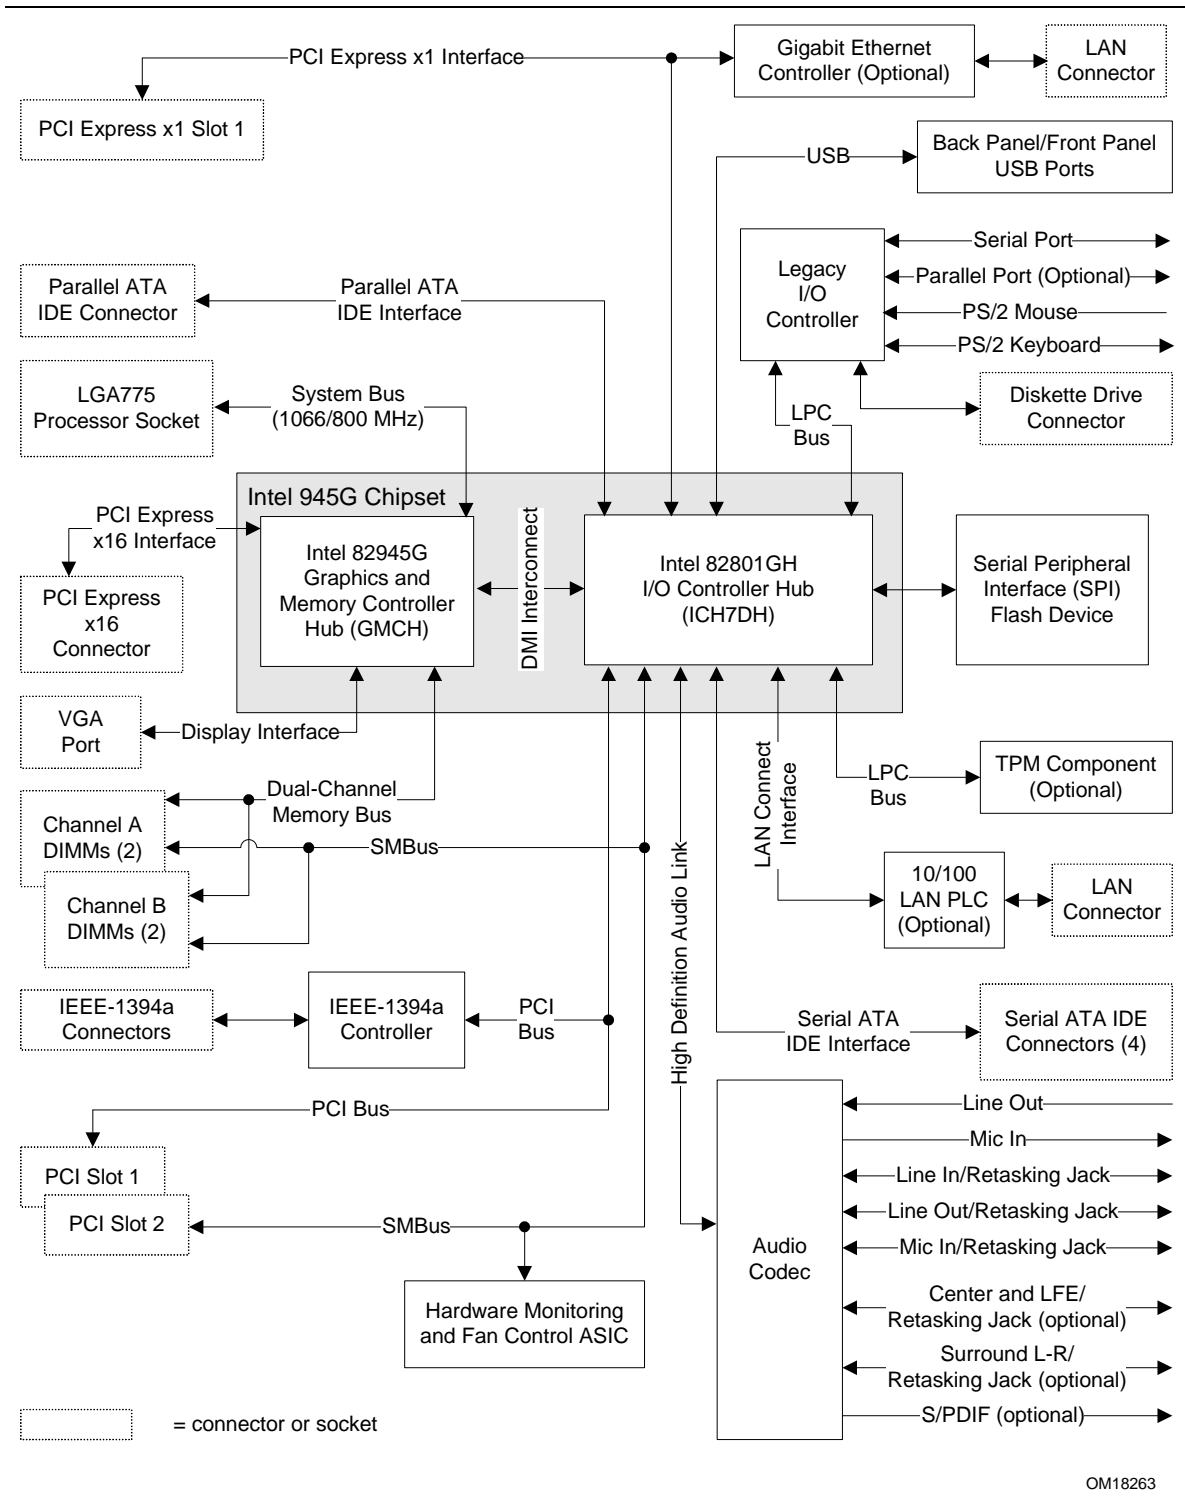 PCI Express x1 Interface
Gigabit Ethernet
Controller (Optional)
LAN
Connector
PCI Express x1 Slot 1
USB
Back Panel/Front Panel
USB Ports
Legacy
I/O
Controller
Serial Port
Parallel Port (Optional)
PS/2 Mouse
PS/2 Keyboard
Parallel ATA
IDE Connector
Parallel ATA
IDE Interface
LGA775
Processor Socket
System Bus
(1066/800 MHz)
LPC
Bus
Diskette Drive
Connector
Intel 945G Chipset
PCI Express
x16 Interface
Intel 82945G
Graphics and
Memory Controller
Hub (GMCH)
DMI Interconnect
Intel 82801GH
I/O Controller Hub
(ICH7DH)
Serial Peripheral
Interface (SPI)
Flash Device
PCI Express
x16
Connector
VGA
Port
Display Interface
LAN Connect
Interface
LPC
Bus
TPM Component
(Optional)
Dual-Channel
Memory Bus
Channel A
DIMMs (2)
SMBus
Channel B
DIMMs (2)
High Definition Audio Link
10/100
LAN PLC
(Optional)
LAN
Connector
IEEE-1394a
Connectors
IEEE-1394a
Controller
PCI
Bus
Serial ATA
IDE Interface
Serial ATA IDE
Connectors (4)
PCI Bus
PCI Slot 1
PCI Slot 2
SMBus
Hardware Monitoring
and Fan Control ASIC
Audio
Codec
Line Out
Mic In
Line In/Retasking Jack
Line Out/Retasking Jack
Mic In/Retasking Jack
Center and LFE/
Retasking Jack (optional)
Surround L-R/
Retasking Jack (optional)
S/PDIF (optional)
= connector or socket
OM18263